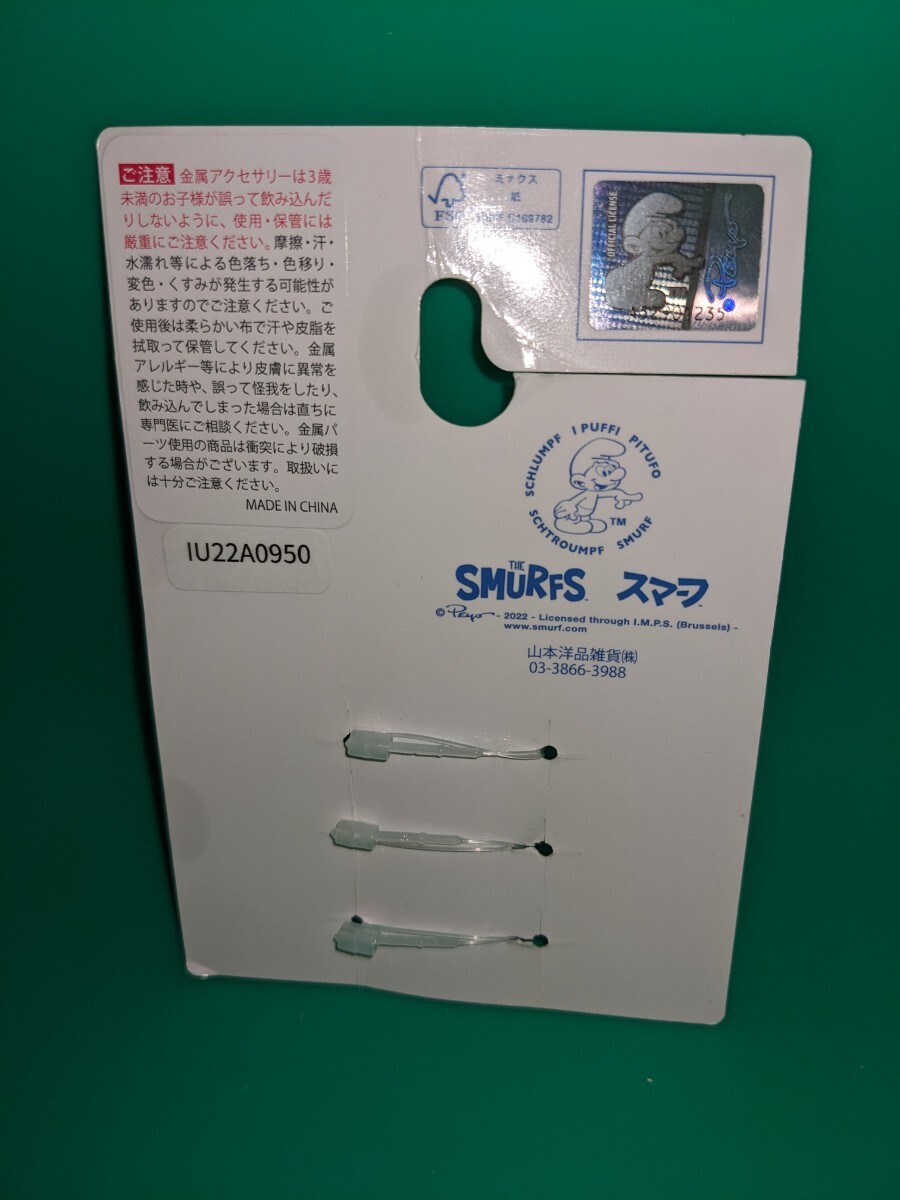 ご注意 金属アクセサリーは3歳
未満のお子様が誤って飲み込んだ
りしないように、使用・保管には
厳重にご注意ください。摩擦・汗・
水濡れ等による色落ち・色移り・
変色・くすみが発生する可能性が
ありますのでご注意ください。ご
使用後は柔らかい布で汗や皮脂を
拭取って保管してください。金属
アレルギー等により皮膚に異常を
感じた時や、誤って怪我をしたり、
飲み込んでしまった場合は直ちに
専門医にご相談ください。金属パ
ーツ使用の商品は衝突により破損
する場合がございます。取扱いに
は十分ご注意ください。
MADE IN CHINA
IU22A0950
ミックス
紙
FSC
OFFICIAL LICENSE
Peyo
SCHLUMPF I PUFFI PITUFO
SCHTROUMPF SMURF
TM
THE
SMURFS TM スマーフ TM
© Peyo - 2022 - Licensed through I.M.P.S. (Brussels) -
www.smurf.com
山本洋品雑貨㈱
03-3866-3988